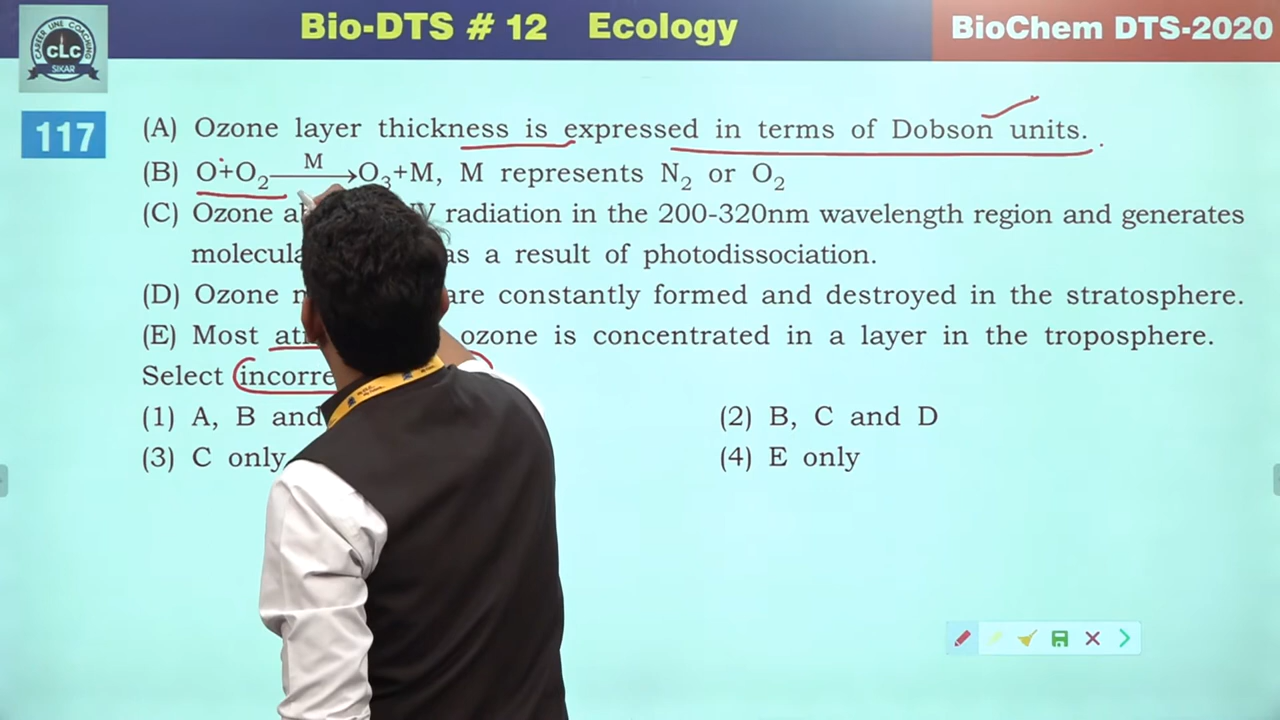 Bio-DTS # 12 Ecology
BioChem DTS-2020
CAREER LINE COACHING
CLC
SIKAR
117
(A) Ozone layer thickness is expressed in terms of Dobson units.
(B) O+O₂ —M→ O₃+M, M represents N₂ or O₂
(C) Ozone radiation in the 200-320nm wavelength region and generates
as a result of photodissociation.
(D) Ozone are constantly formed and destroyed in the stratosphere.
(E) Most ozone is concentrated in a layer in the troposphere.
Select
(1) A, B and
(2) B, C and D
(3) C only
(4) E only